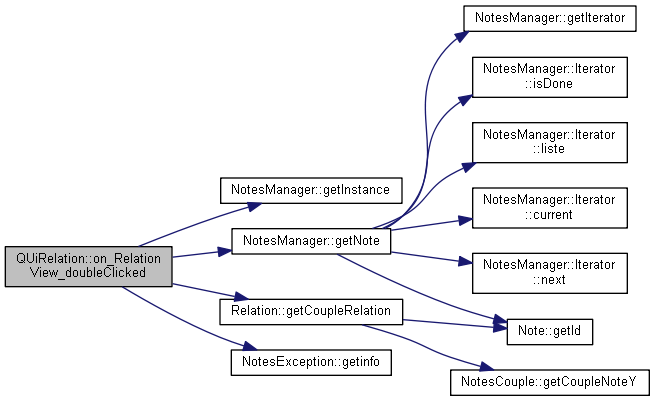 QUiRelation::on_Relation
View_doubleClicked
NotesManager::getInstance
NotesManager::getNote
Relation::getCoupleRelation
NotesException::getinfo
NotesManager::getIterator
NotesManager::Iterator
::isDone
NotesManager::Iterator
::liste
NotesManager::Iterator
::current
NotesManager::Iterator
::next
Note::getId
NotesCouple::getCoupleNoteY